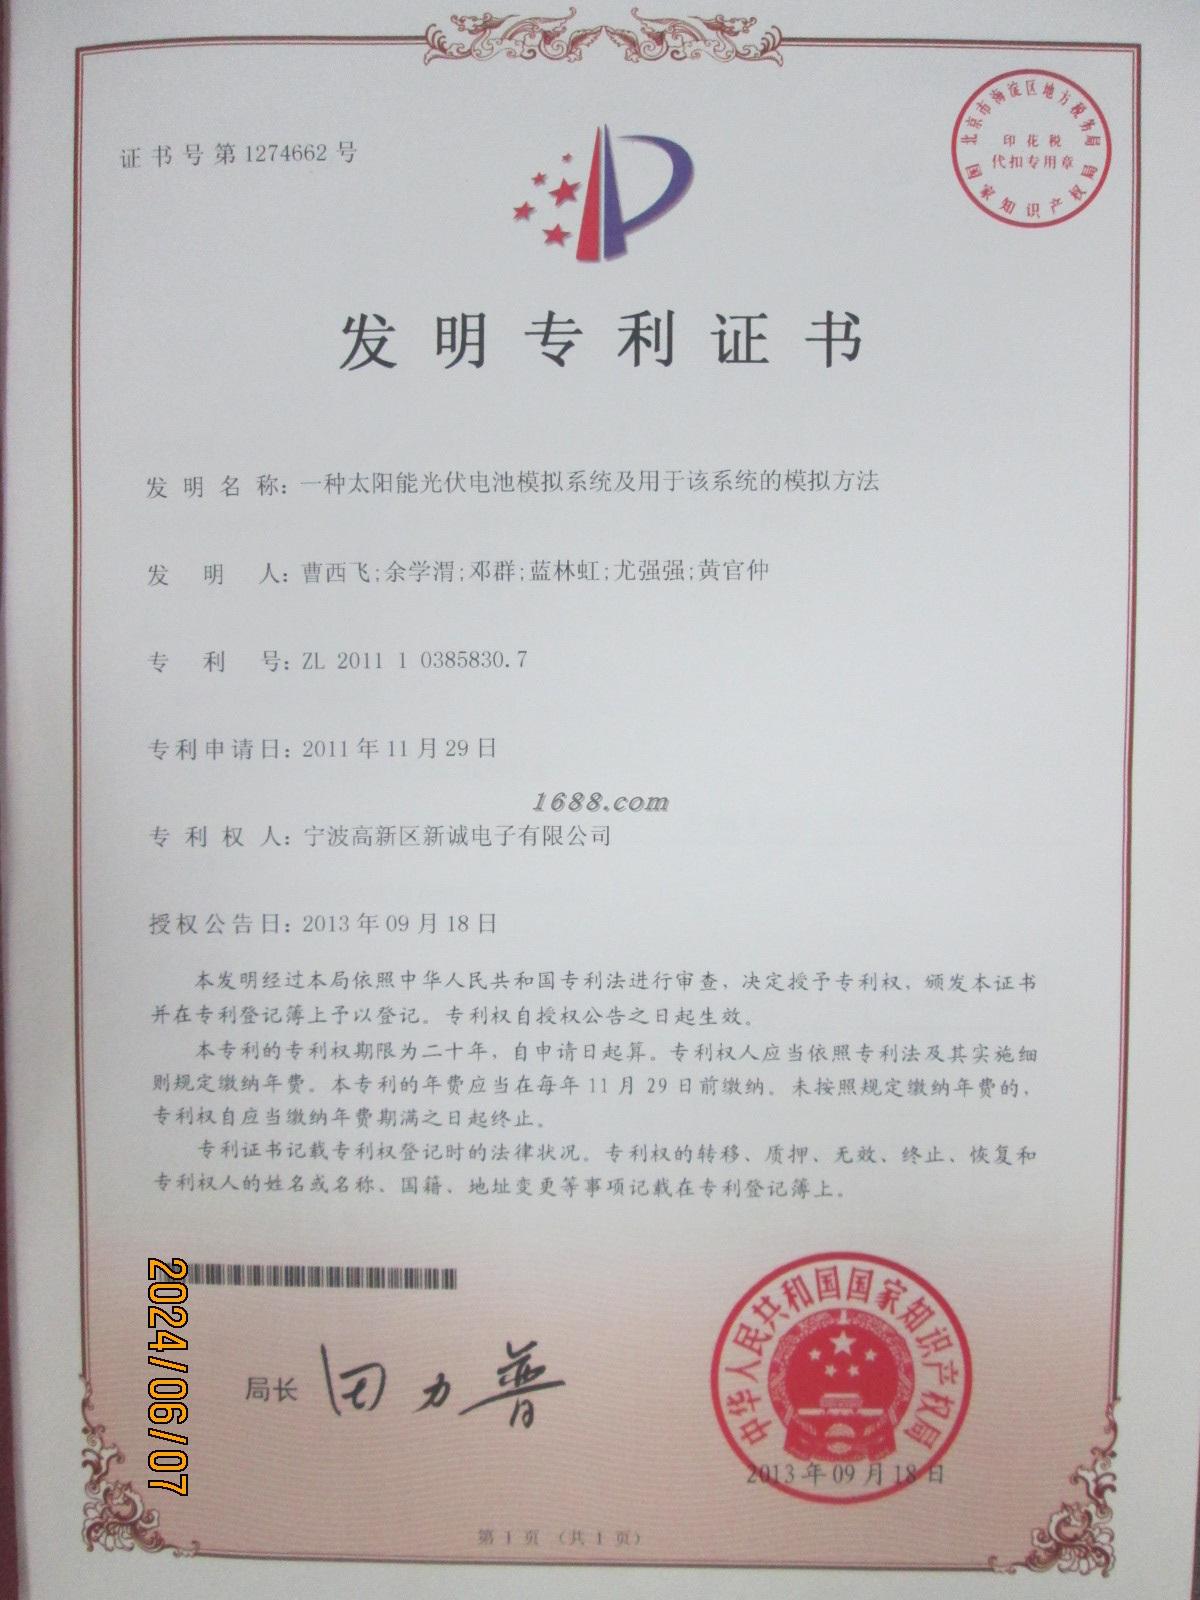 证书号第1274662号
北京市海淀区地方税务局
印花税
代扣专用章
国家知识产权局
发明专利证书
发明名称：一种太阳能光伏电池模拟系统及用于该系统的模拟方法
发明人：曹西飞;余学渭;邓群;蓝林虹;尤强强;黄官仲
专利号：ZL 2011 1 0385830.7
专利申请日：2011年11月29日
1688.com
专利权人：宁波高新区新诚电子有限公司
授权公告日：2013年09月18日
本发明经过本局依照中华人民共和国专利法进行审查，决定授予专利权，颁发本证书
并在专利登记簿上予以登记。专利权自授权公告之日起生效。
本专利的专利权期限为二十年，自申请日起算。专利权人应当依照专利法及其实施细
则规定缴纳年费。本专利的年费应当在每年11月29日前缴纳。未按照规定缴纳年费的，
专利权自应当缴纳年费期满之日起终止。
专利证书记载专利权登记时的法律状况。专利权的转移、质押、无效、终止、恢复和
专利权人的姓名或名称、国籍、地址变更等事项记载在专利登记簿上。
2024/06/07
局长 田力普
中华人民共和国国家知识产权局
2013年09月18日
第1页（共1页）